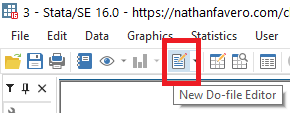 3 - Stata/SE 16.0 - https://nathanfavero.com/c
File Edit Data Graphics Statistics User
New Do-file Editor